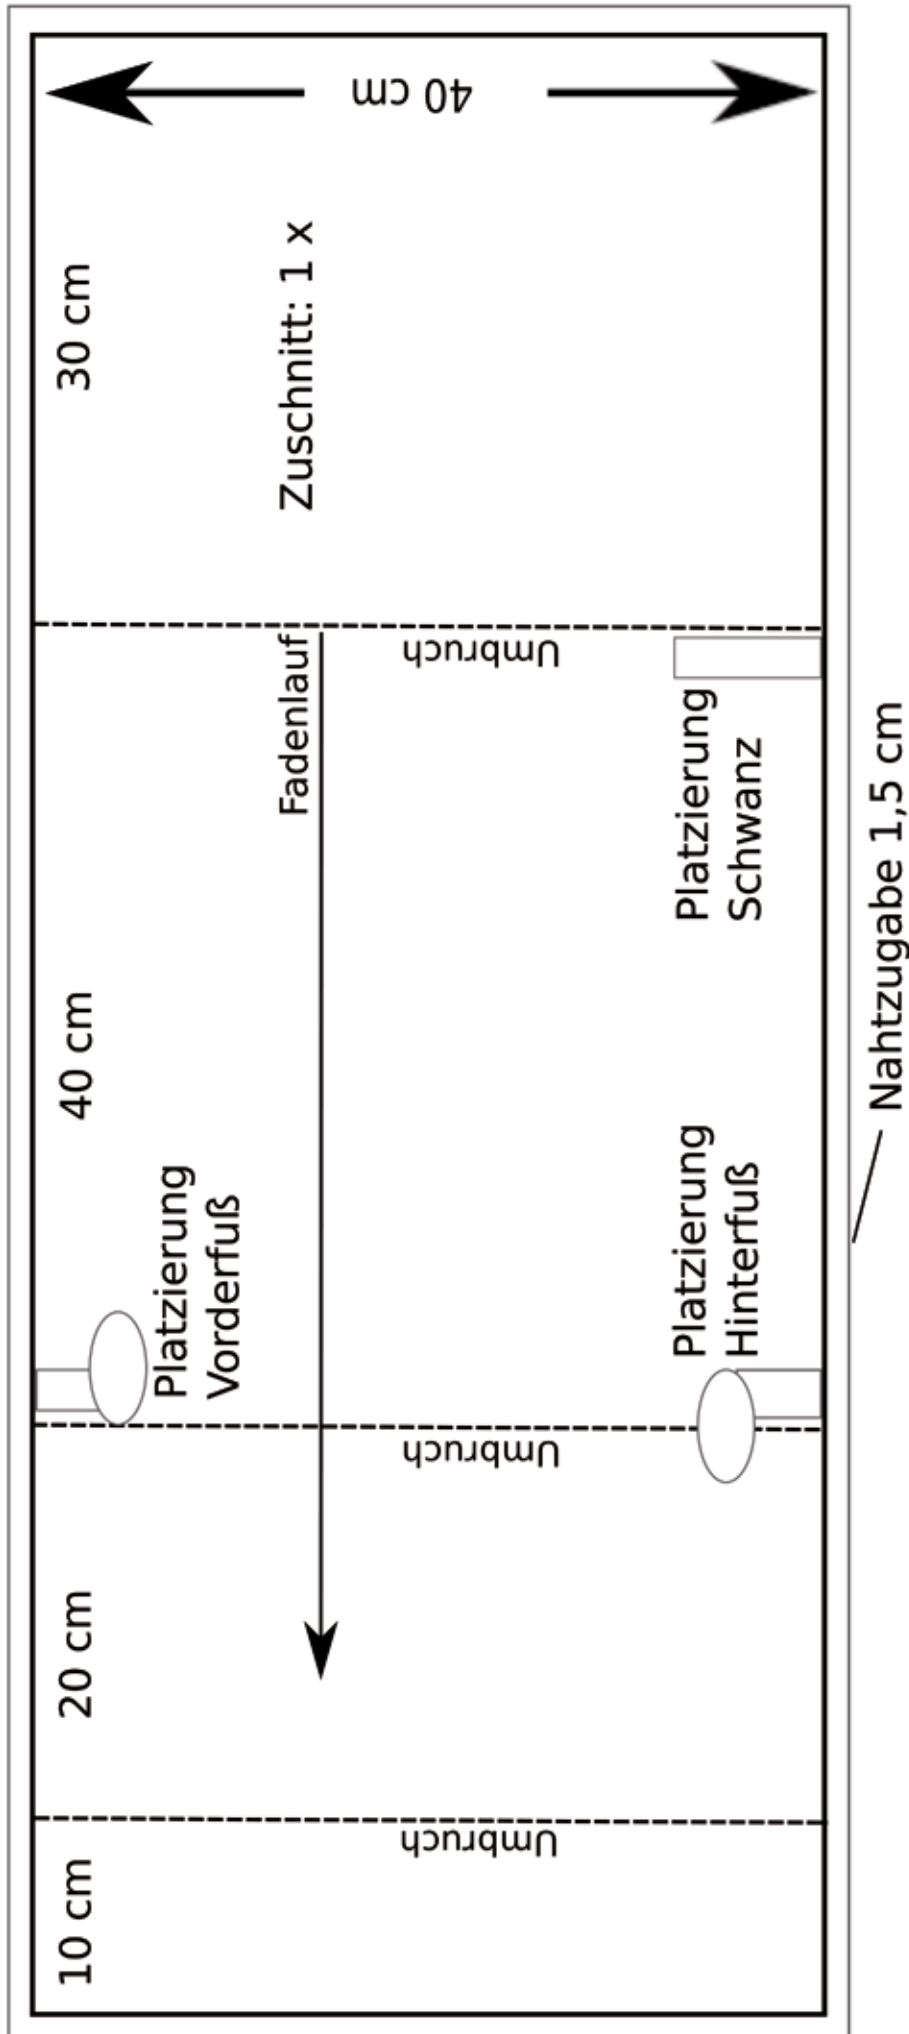 40 cm
30 cm
Zuschnitt: 1 x
Umbruch
Fadenlauf
Platzierung
Schwanz
40 cm
Nahtzugabe 1,5 cm
Platzierung
Vorderfuß
Platzierung
Hinterfuß
Umbruch
20 cm
Umbruch
10 cm